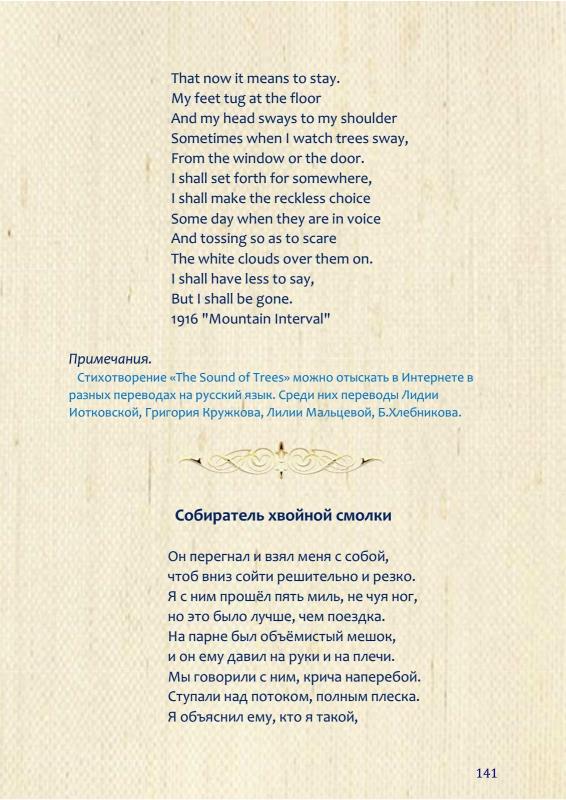 That now it means to stay.
My feet tug at the floor
And my head sways to my shoulder
Sometimes when I watch trees sway,
From the window or the door.
I shall set forth for somewhere,
I shall make the reckless choice
Some day when they are in voice
And tossing so as to scare
The white clouds over them on.
I shall have less to say,
But I shall be gone.
1916 "Mountain Interval"
Примечания.
Стихотворение «The Sound of Trees» можно отыскать в Интернете в
разных переводах на русский язык. Среди них переводы Лидии
Иотковской, Григория Кружкова, Лилии Мальцевой, Б.Хлебникова.
Собиратель хвойной смолки
Он перегнал и взял меня с собой,
чтоб вниз сойти решительно и резко.
Я с ним прошёл пять миль, не чуя ног,
но это было лучше, чем поездка.
На парне был объёмистый мешок,
и он ему давил на руки и на плечи.
Мы говорили с ним, крича наперебой.
Ступали над потоком, полным плеска.
Я объяснил ему, кто я такой,
141